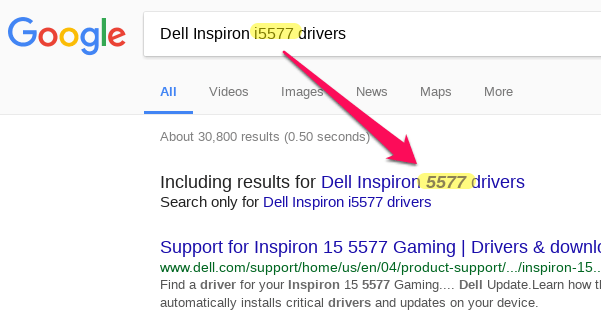 Google
Dell Inspiron i5577 drivers
All Videos Images News Maps More
About 30,800 results (0.50 seconds)
Including results for Dell Inspiron 5577 drivers
Search only for Dell Inspiron i5577 drivers
Support for Inspiron 15 5577 Gaming | Drivers & downlo
www.dell.com/support/home/us/en/04/product-support/.../inspiron-15...
Find a driver for your Inspiron 15 5577 Gaming.... Dell Update.Learn how th
automatically installs critical drivers and updates on your device.